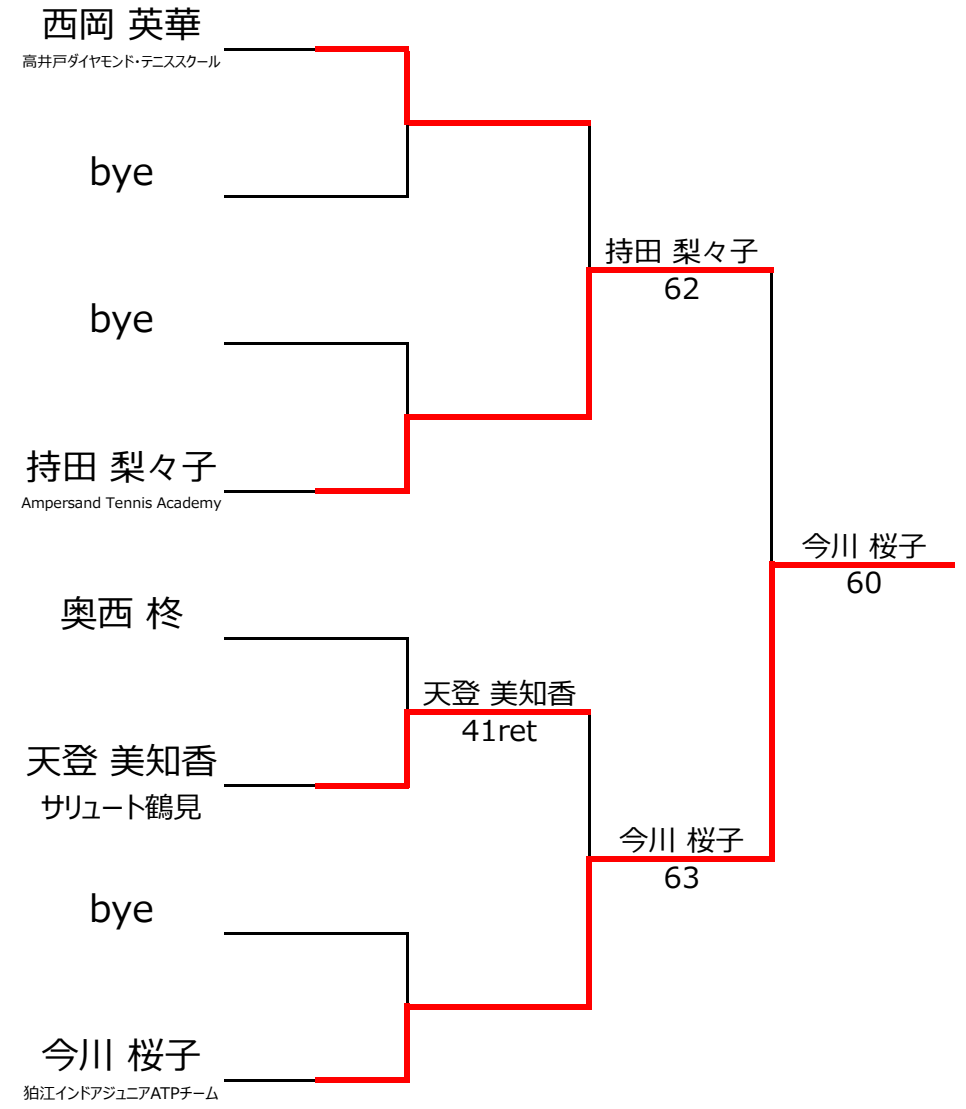 西岡 英華
高井戸ダイヤモンド・テニススクール
bye
bye
持田 梨々子
62
持田 梨々子
Ampersand Tennis Academy
今川 桜子
60
奥西 柊
天登 美知香
41ret
天登 美知香
サリュート鶴見
今川 桜子
63
bye
今川 桜子
狛江インドアジュニアATPチーム